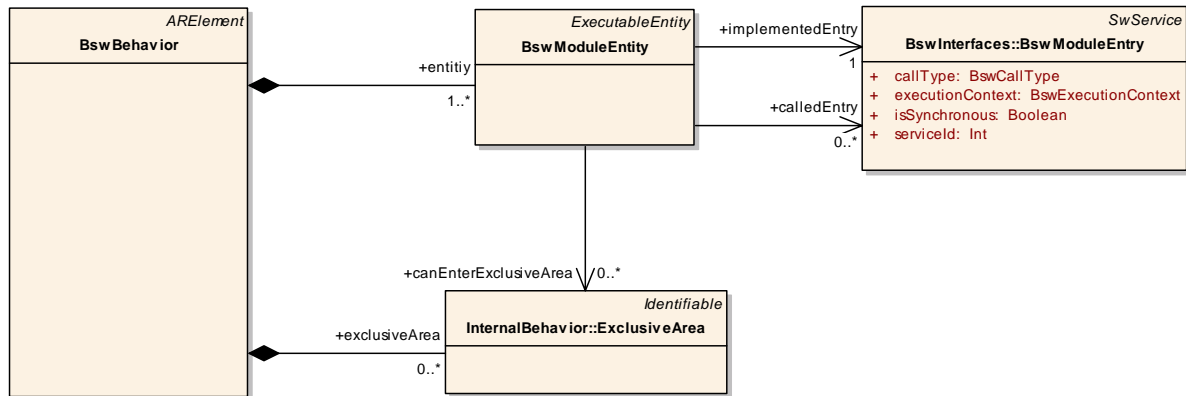 ARElement
BswBehavior
ExecutableEntity
BswModuleEntity
SwService
BswInterfaces::BswModuleEntry
+ callType: BswCallType
+ executionContext: BswExecutionContext
+ isSynchronous: Boolean
+ serviceId: Int
+entitiy
1..*
+implementedEntry
1
+calledEntry
0..*
+canEnterExclusiveArea
0..*
Identifiable
InternalBehavior::ExclusiveArea
+exclusiveArea
0..*